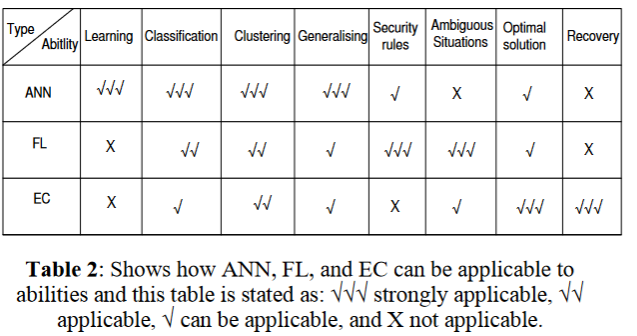 Type Abitlity Learning Classification Clustering Generalising Security rules Ambiguous Situations Optimal solution Recovery
ANN √√√ √√√ √√√ √√√ √ X √ X
FL X √√ √√ √ √√√ √√√ √ X
EC X √ √√ √ X √ √√√ √√√
Table 2: Shows how ANN, FL, and EC can be applicable to
abilities and this table is stated as: √√√ strongly applicable, √√
applicable, √ can be applicable, and X not applicable.